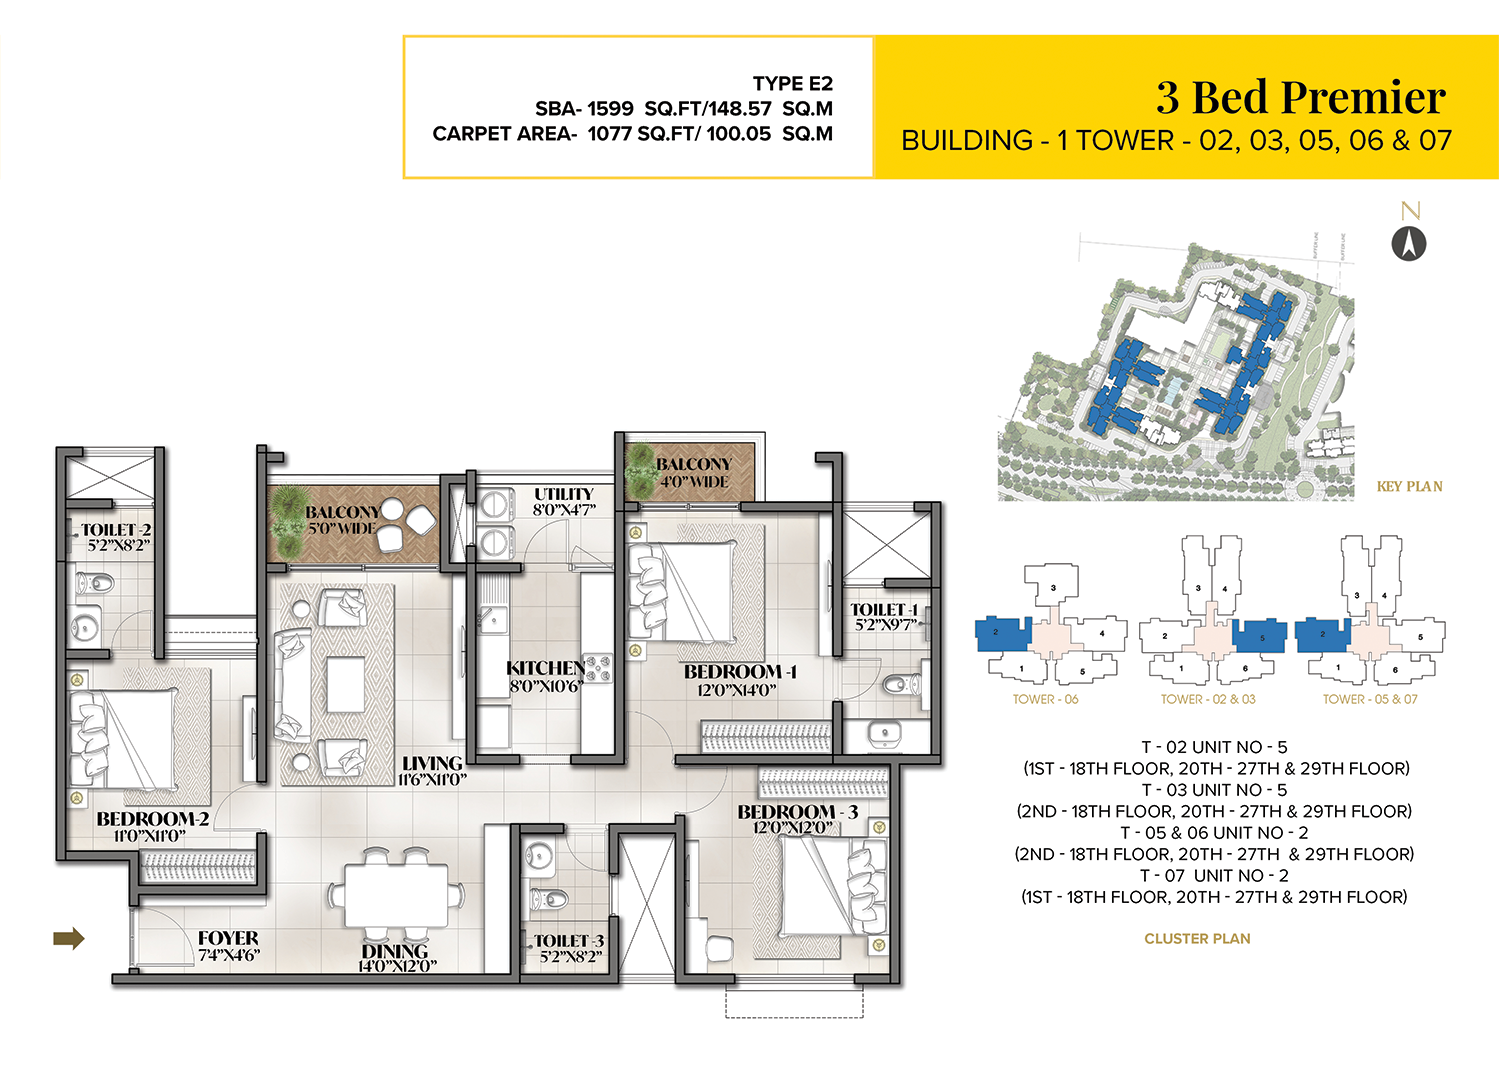 TYPE E2
SBA- 1599 SQ.FT/148.57 SQ.M
CARPET AREA- 1077 SQ.FT/ 100.05 SQ.M
3 Bed Premier
BUILDING - 1 TOWER - 02, 03, 05, 06 & 07
N
BUFFER LINE
BUFFER LINE
KEY PLAN
BALCONY
4'0" WIDE
UTILITY
8'0"X4'7"
BALCONY
5'0" WIDE
TOILET-2
5'2"X8'2"
TOILET -1
5'2"X9'7"
KITCHEN
8'0"X10'6"
BEDROOM -1
12'0"X14'0"
LIVING
11'6"X11'0"
BEDROOM-2
11'0"X11'0"
BEDROOM - 3
12'0"X12'0"
FOYER
7'4"X4'6"
DINING
14'0"X12'0"
TOILET -3
5'2"X8'2"
3
2
4
1
5
TOWER - 06
3
4
2
5
1
6
TOWER - 02 & 03
3
4
2
5
1
6
TOWER - 05 & 07
T - 02 UNIT NO - 5
(1ST - 18TH FLOOR, 20TH - 27TH & 29TH FLOOR)
T - 03 UNIT NO - 5
(2ND - 18TH FLOOR, 20TH - 27TH & 29TH FLOOR)
T - 05 & 06 UNIT NO - 2
(2ND - 18TH FLOOR, 20TH - 27TH & 29TH FLOOR)
T - 07 UNIT NO - 2
(1ST - 18TH FLOOR, 20TH - 27TH & 29TH FLOOR)
CLUSTER PLAN